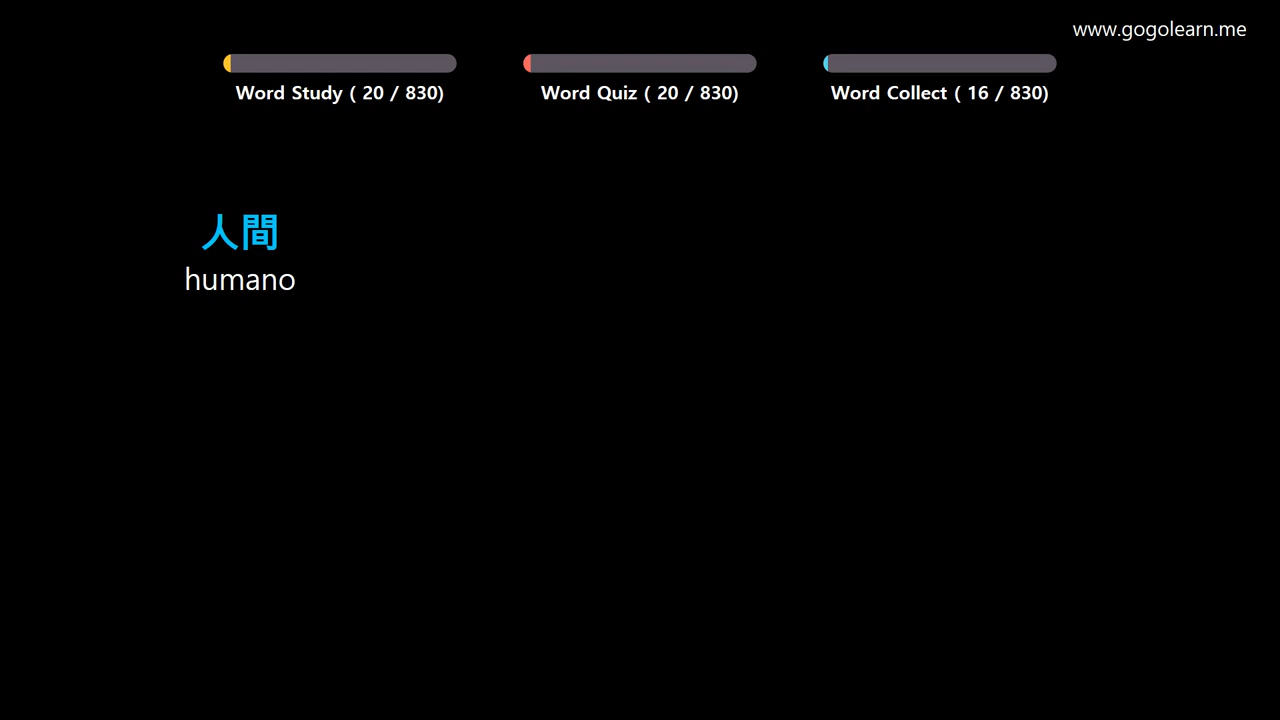 www.gogolearn.me
Word Study ( 20 / 830)
Word Quiz ( 20 / 830)
Word Collect ( 16 / 830)
人間
humano